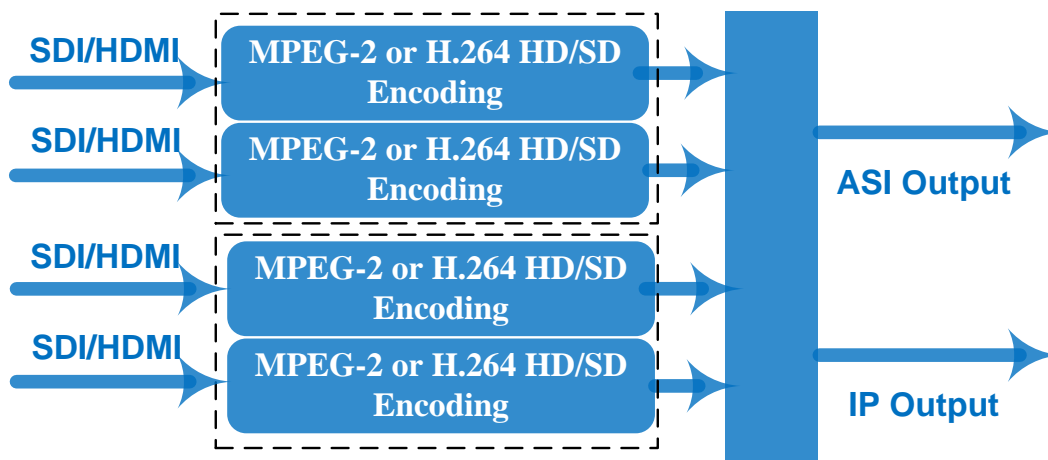 SDI/HDMI
MPEG-2 or H.264 HD/SD
Encoding
SDI/HDMI
MPEG-2 or H.264 HD/SD
Encoding
ASI Output
SDI/HDMI
MPEG-2 or H.264 HD/SD
Encoding
SDI/HDMI
MPEG-2 or H.264 HD/SD
Encoding
IP Output